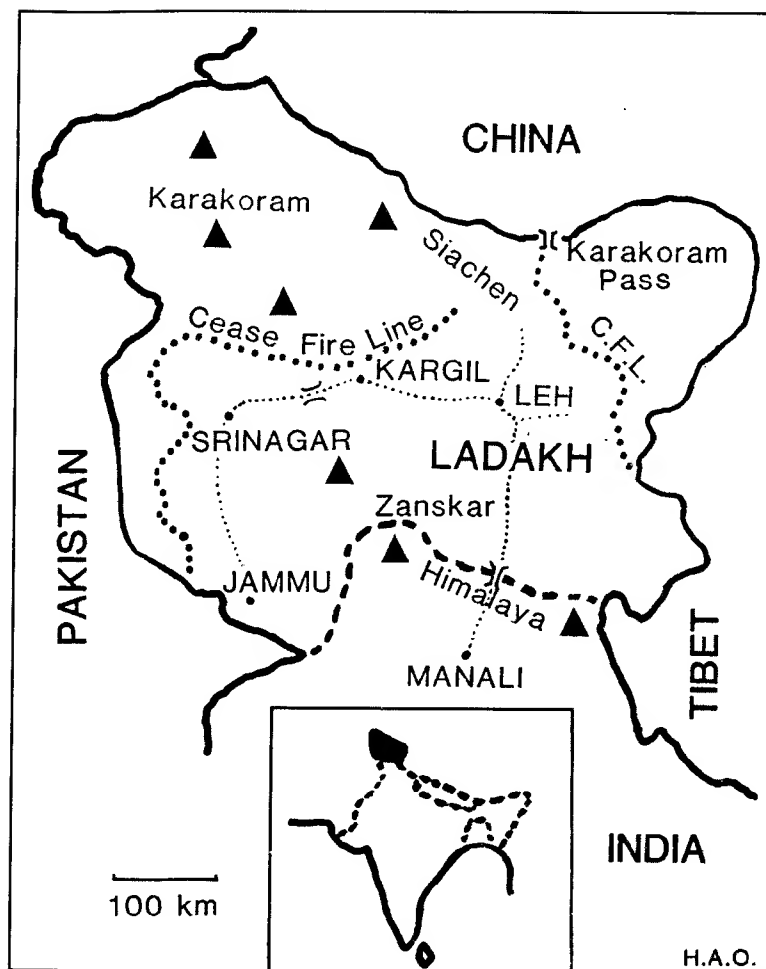 CHINA
Karakoram
Siachen
Karakoram
Pass
Cease Fire Line
C.F.L.
KARGIL
LEH
SRINAGAR
LADAKH
Zanskar
PAKISTAN
JAMMU
Himalaya
MANALI
TIBET
INDIA
100 km
H.A.O.